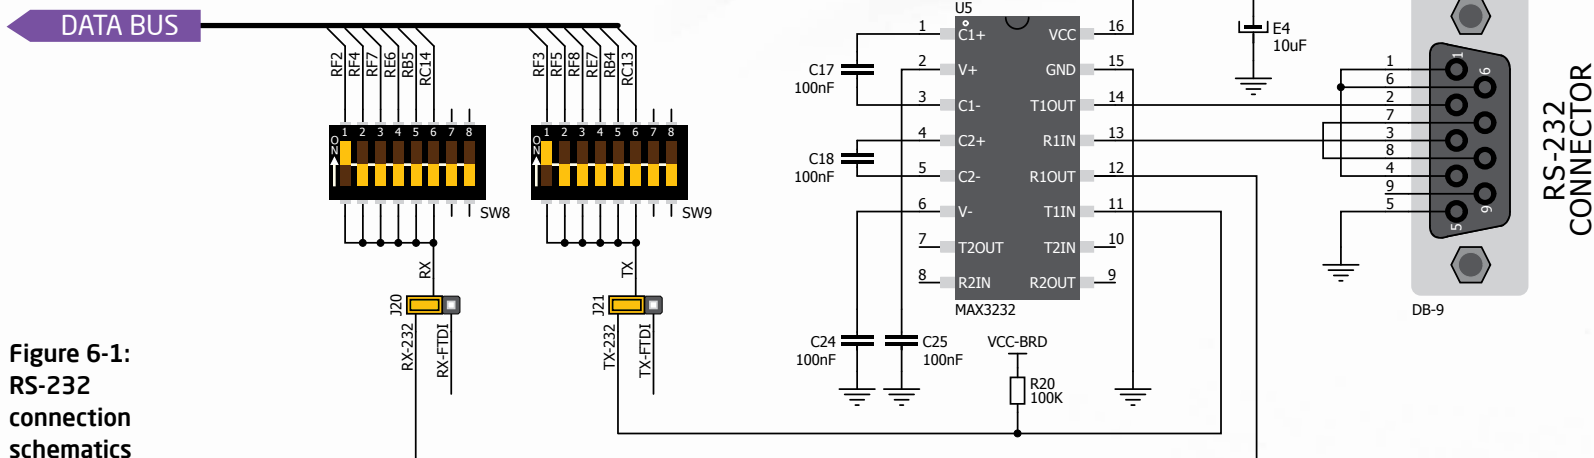 DATA BUS
RF2
RF4
RF7
RE6
RB5
RC14
RF3
RF5
RF8
RE7
RB4
RC13
ON
1 2 3 4 5 6 7 8
SW8
ON
1 2 3 4 5 6 7 8
SW9
RX
TX
J20
J21
RX-232
RX-FTDI
TX-232
TX-FTDI
Figure 6-1:
RS-232
connection
schematics
U5
1 C1+ VCC 16
2 V+ GND 15
3 C1- T1OUT 14
4 C2+ R1IN 13
5 C2- R1OUT 12
6 V- T1IN 11
7 T2OUT T2IN 10
8 R2IN R2OUT 9
MAX3232
C17
100nF
C18
100nF
C24
100nF
C25
100nF
VCC-BRD
R20
100K
E4
10uF
1
6
2
7
3
8
4
9
5
1
6
5
9
DB-9
RS-232
CONNECTOR